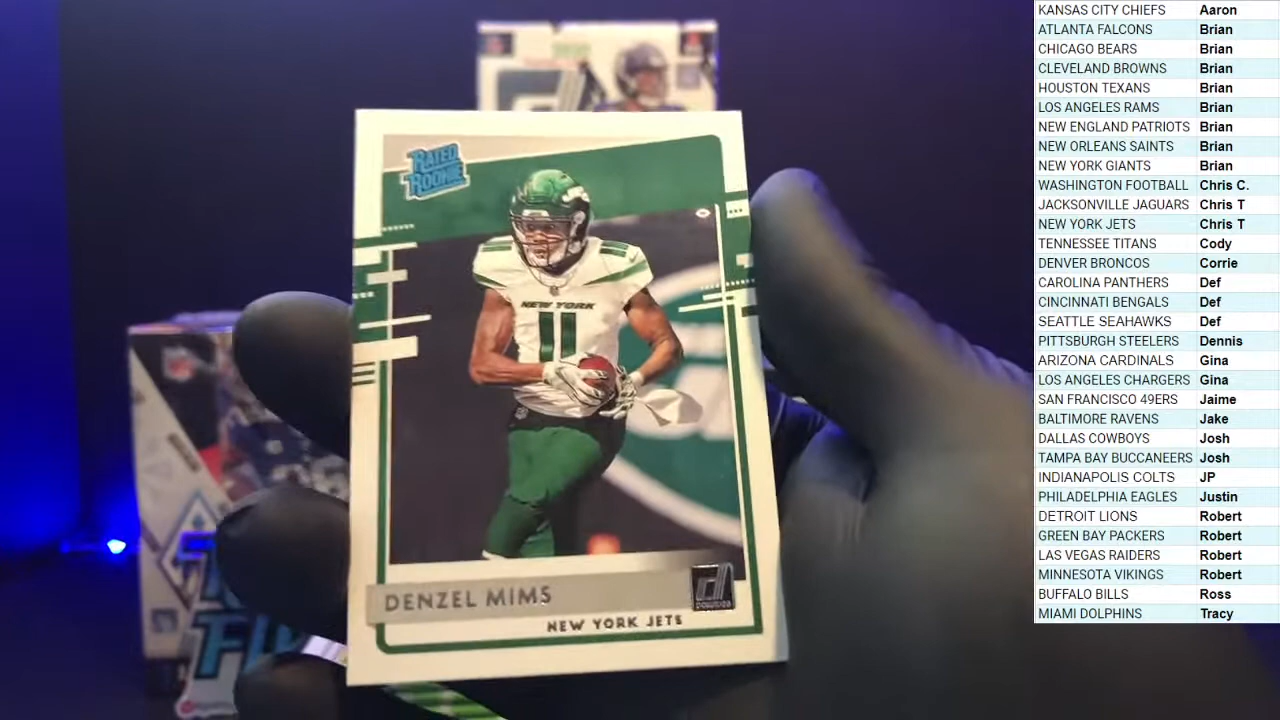 RATED
ROOKIE
NEW YORK
11
DENZEL MIMS
NEW YORK JETS
KANSAS CITY CHIEFS Aaron
ATLANTA FALCONS Brian
CHICAGO BEARS Brian
CLEVELAND BROWNS Brian
HOUSTON TEXANS Brian
LOS ANGELES RAMS Brian
NEW ENGLAND PATRIOTS Brian
NEW ORLEANS SAINTS Brian
NEW YORK GIANTS Brian
WASHINGTON FOOTBALL Chris C.
JACKSONVILLE JAGUARS Chris T
NEW YORK JETS Chris T
TENNESSEE TITANS Cody
DENVER BRONCOS Corrie
CAROLINA PANTHERS Def
CINCINNATI BENGALS Def
SEATTLE SEAHAWKS Def
PITTSBURGH STEELERS Dennis
ARIZONA CARDINALS Gina
LOS ANGELES CHARGERS Gina
SAN FRANCISCO 49ERS Jaime
BALTIMORE RAVENS Jake
DALLAS COWBOYS Josh
TAMPA BAY BUCCANEERS Josh
INDIANAPOLIS COLTS JP
PHILADELPHIA EAGLES Justin
DETROIT LIONS Robert
GREEN BAY PACKERS Robert
LAS VEGAS RAIDERS Robert
MINNESOTA VIKINGS Robert
BUFFALO BILLS Ross
MIAMI DOLPHINS Tracy